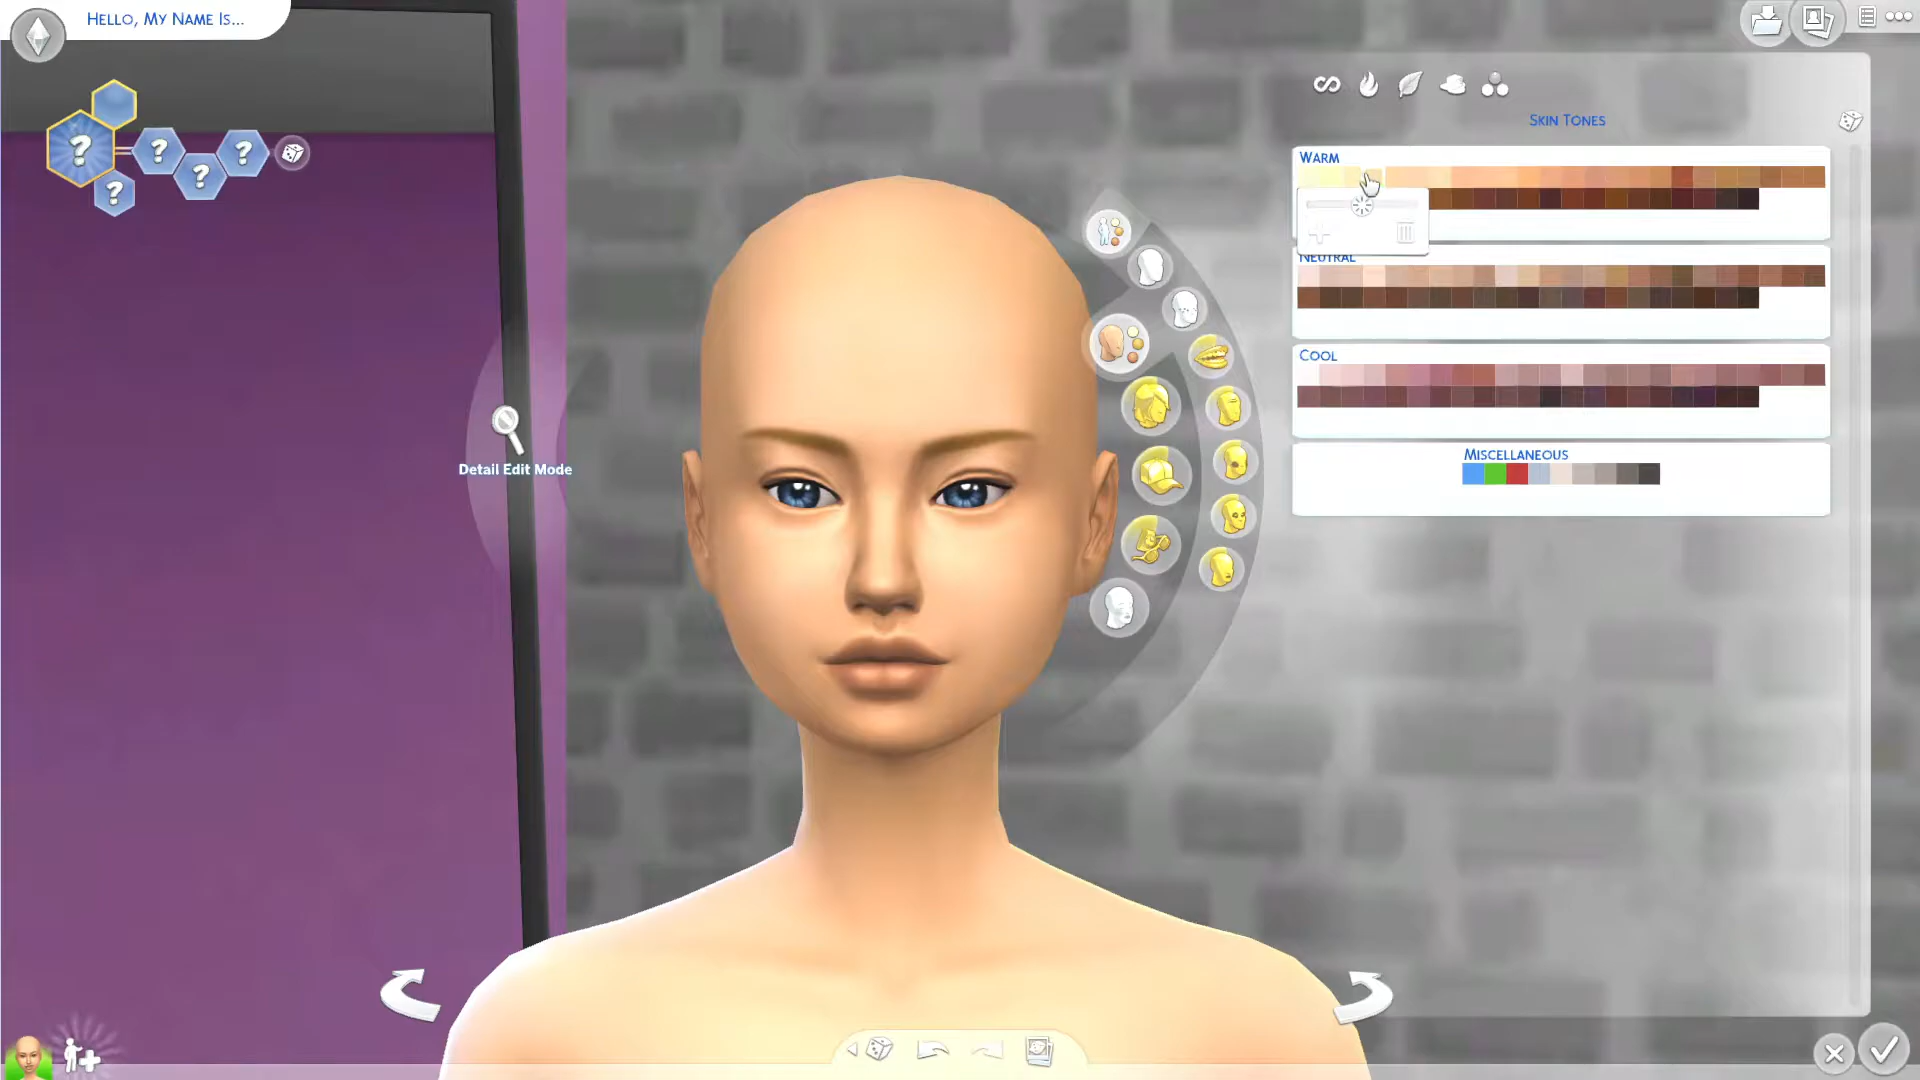 Hello, My Name Is...
Skin Tones
Warm
Neutral
Cool
Miscellaneous
Detail Edit Mode